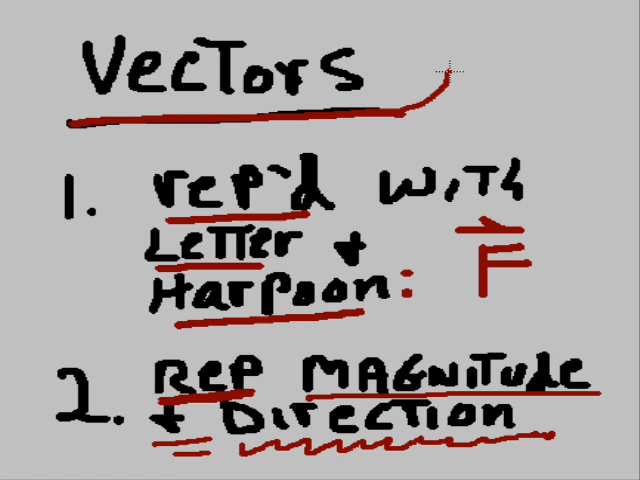 VecTors
1. rep'd WiTh
LeTTer + F
Harpoon:
2. Rep MAGNiTude
+ DirecTion